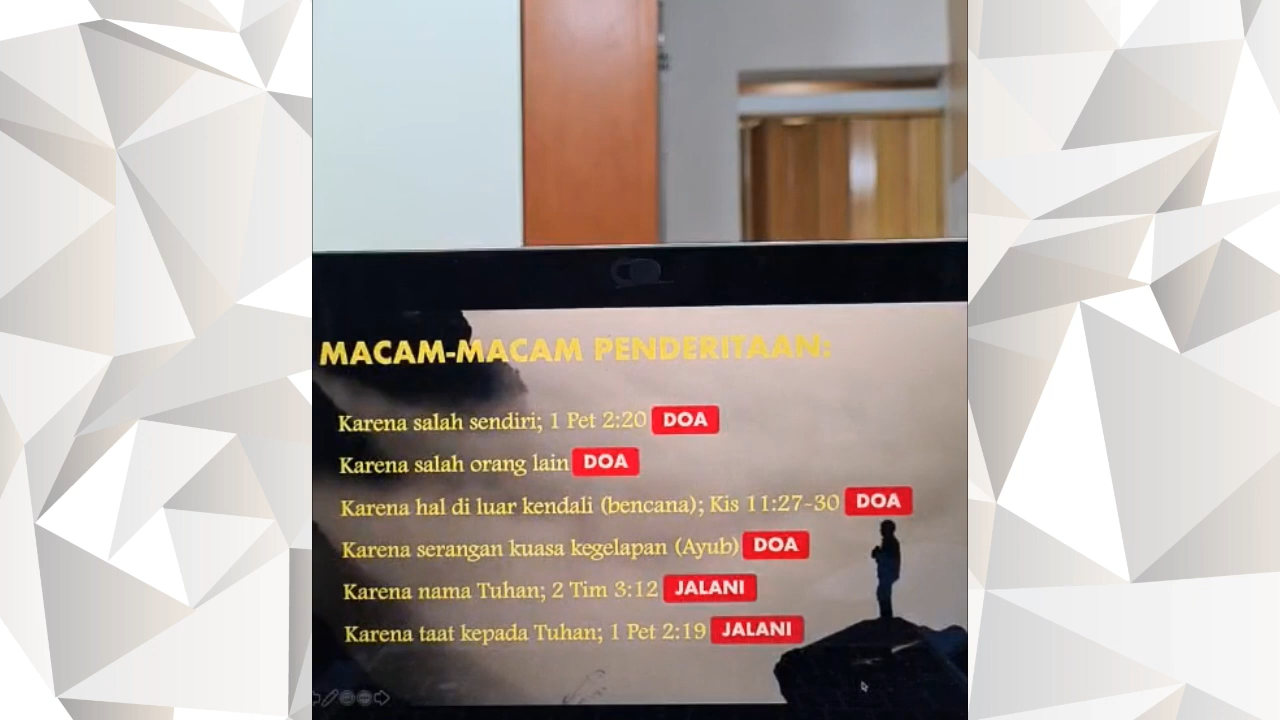 MACAM-MACAM PENDERITAAN:
Karena salah sendiri; 1 Pet 2:20 DOA
Karena salah orang lain DOA
Karena hal di luar kendali (bencana); Kis 11:27-30 DOA
Karena serangan kuasa kegelapan (Ayub) DOA
Karena nama Tuhan; 2 Tim 3:12 JALANI
Karena taat kepada Tuhan; 1 Pet 2:19 JALANI